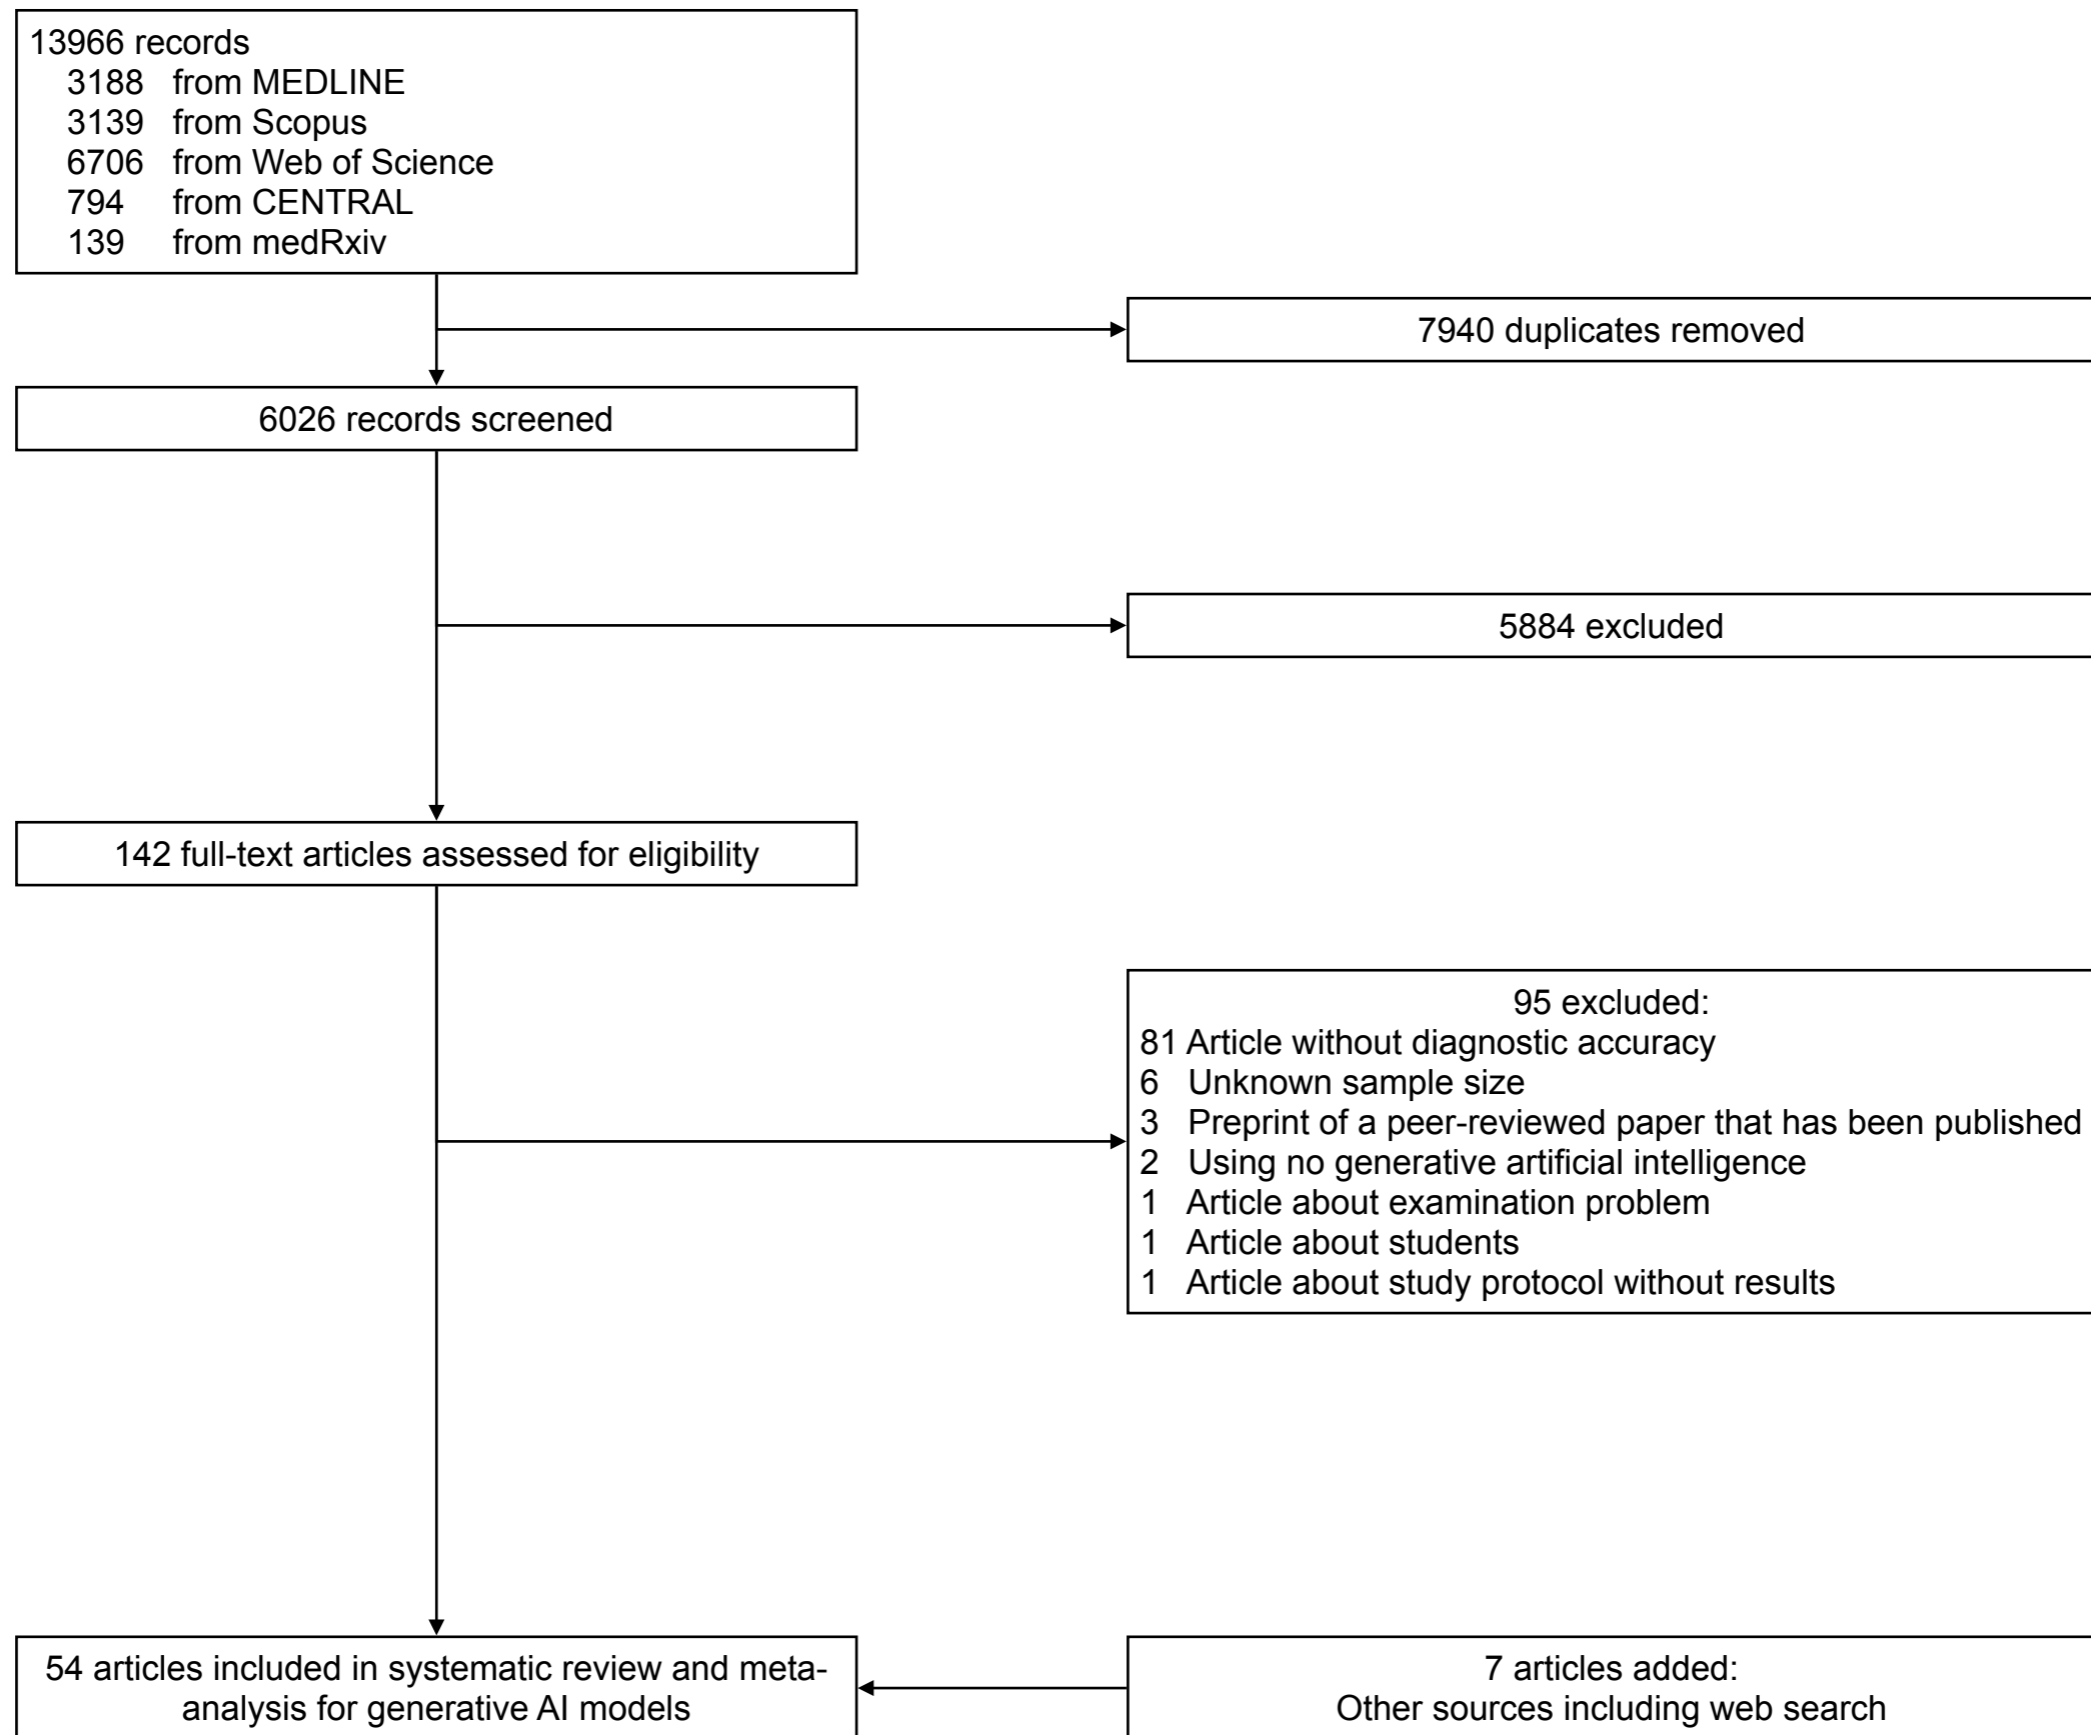 13966 records
3188 from MEDLINE
3139 from Scopus
6706 from Web of Science
794 from CENTRAL
139 from medRxiv
7940 duplicates removed
6026 records screened
5884 excluded
142 full-text articles assessed for eligibility
95 excluded:
81 Article without diagnostic accuracy
6 Unknown sample size
3 Preprint of a peer-reviewed paper that has been published
2 Using no generative artificial intelligence
1 Article about examination problem
1 Article about students
1 Article about study protocol without results
54 articles included in systematic review and meta-
analysis for generative AI models
7 articles added:
Other sources including web search